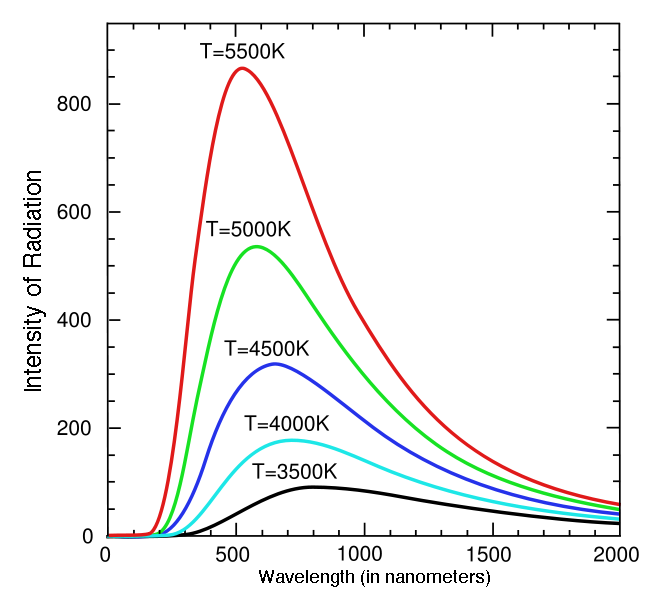 T=5500K
800
T=5000K
600
Intensity of Radiation
400
T=4500K
T=4000K
200
T=3500K
0
0 500 1000 1500 2000
Wavelength (in nanometers)